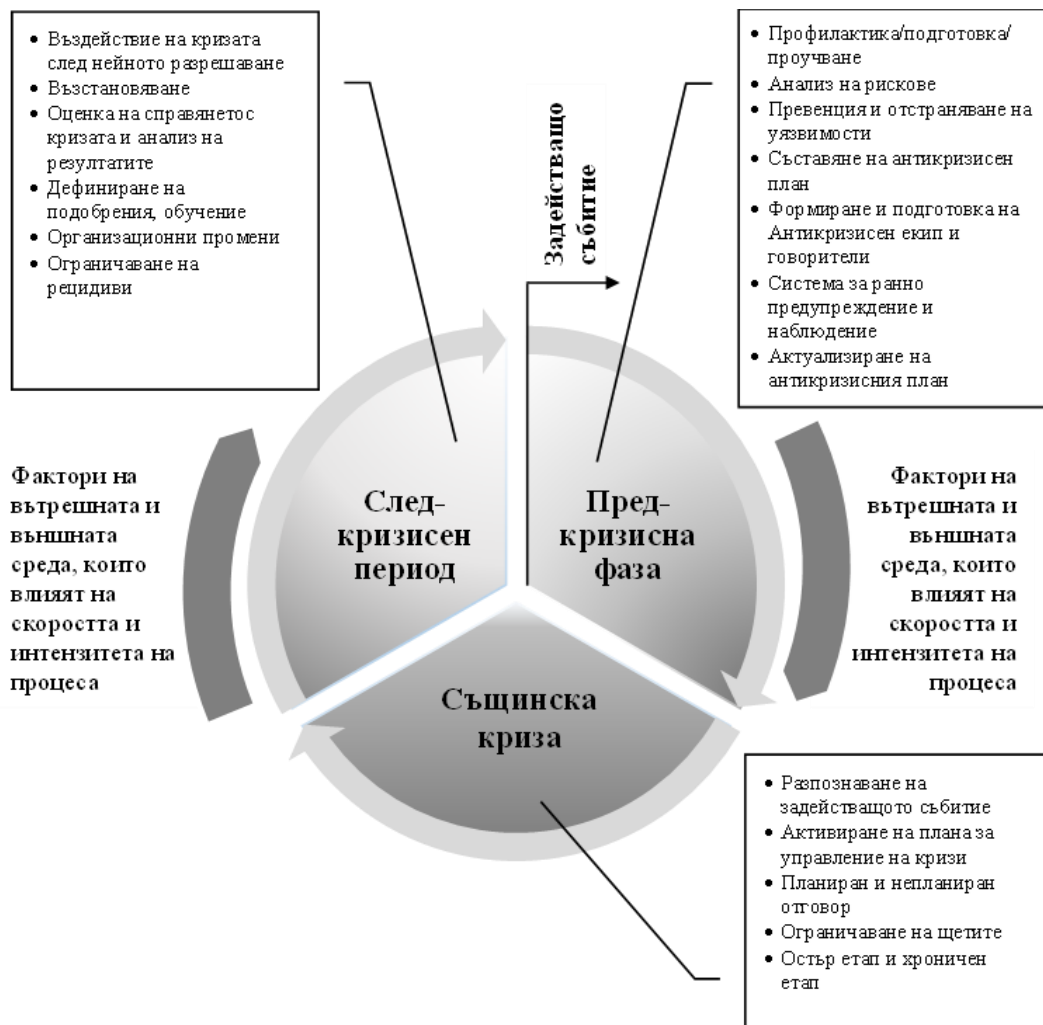 • Въздействие на кризата
след нейното разрешаване
• Възстановяване
• Оценка на справянетос
кризата и анализ на
резултатите
• Дефиниране на
подобрения, обучение
• Организационни промени
• Ограничаване на
рецидиви
Задействащо
събитие
• Профилактика/подготовка/
проучване
• Анализ на рискове
• Превенция и отстраняване на
уязвимости
• Съставяне на антикризисен
план
• Формиране и подготовка на
Антикризисен екип и
говорители
• Система за ранно
предупреждение и
наблюдение
• Актуализиране на
антикризисния план
Фактори на
вътрешната и
външната
среда, които
влияят на
скоростта и
интензитета на
процеса
След-
кризисен
период
Пред-
кризисна
фаза
Фактори на
вътрешната и
външната
среда, които
влияят на
скоростта и
интензитета на
процеса
Същинска
криза
• Разпознаване на
задействащото събитие
• Активиране на плана за
управление на кризи
• Планиран и непланиран
отговор
• Ограничаване на щетите
• Остър етап и хроничен
етап